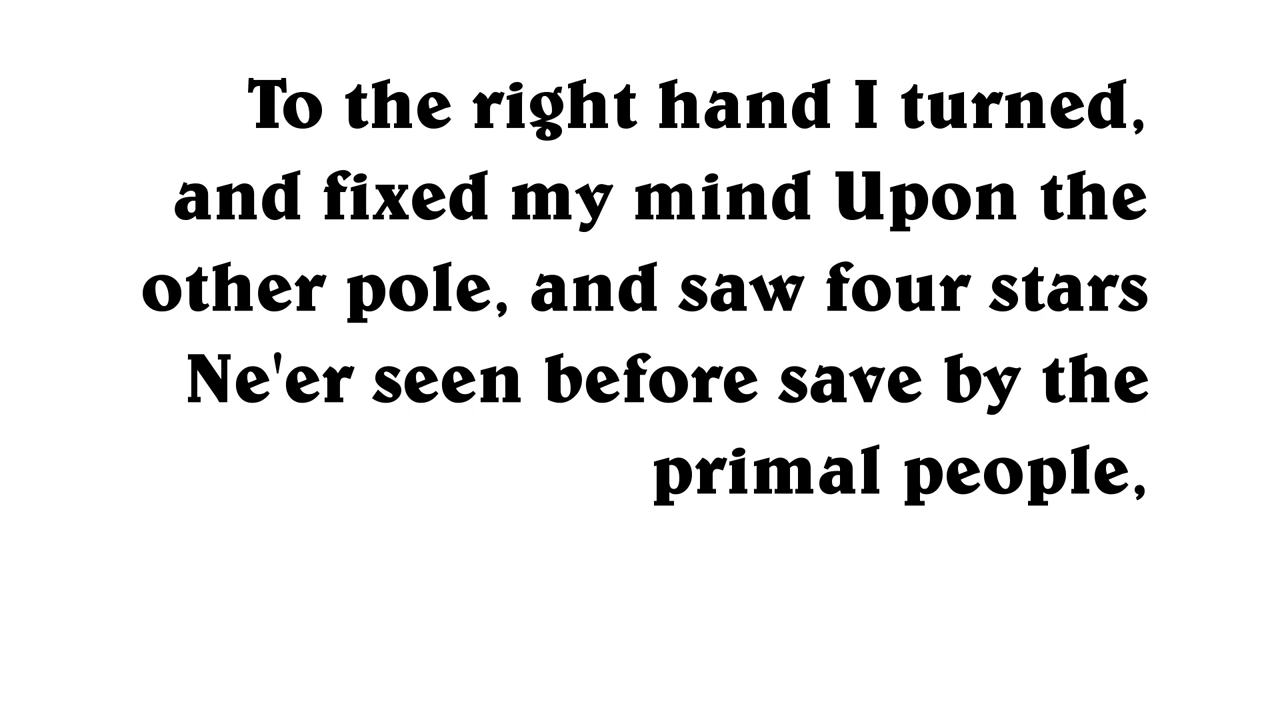 To the right hand I turned,
and fixed my mind Upon the
other pole, and saw four stars
Ne'er seen before save by the
primal people,